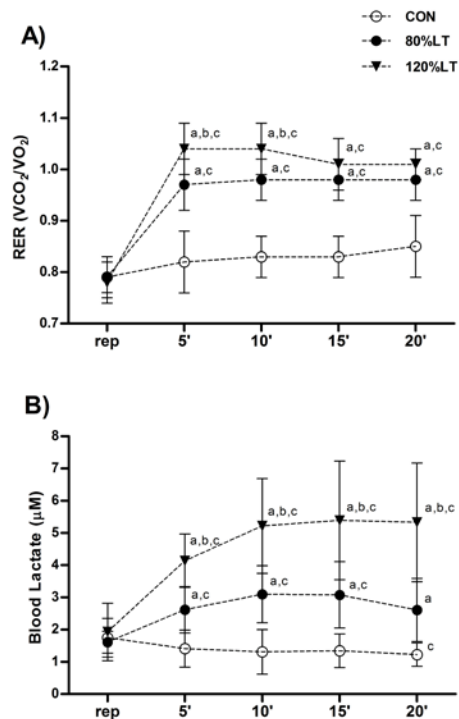 CON
80%LT
120%LT
A)
RER (VCO2/VO2)
1.2
1.1
1.0
0.9
0.8
0.7
a,b,c
a,b,c
a,c
a,c
a,c
a,c
a,c
a,c
rep
5'
10'
15'
20'
B)
Blood Lactate (µM)
8
7
6
5
4
3
2
1
0
a,b,c
a,b,c
a,b,c
a,b,c
a,c
a,c
a,c
a
c
rep
5'
10'
15'
20'